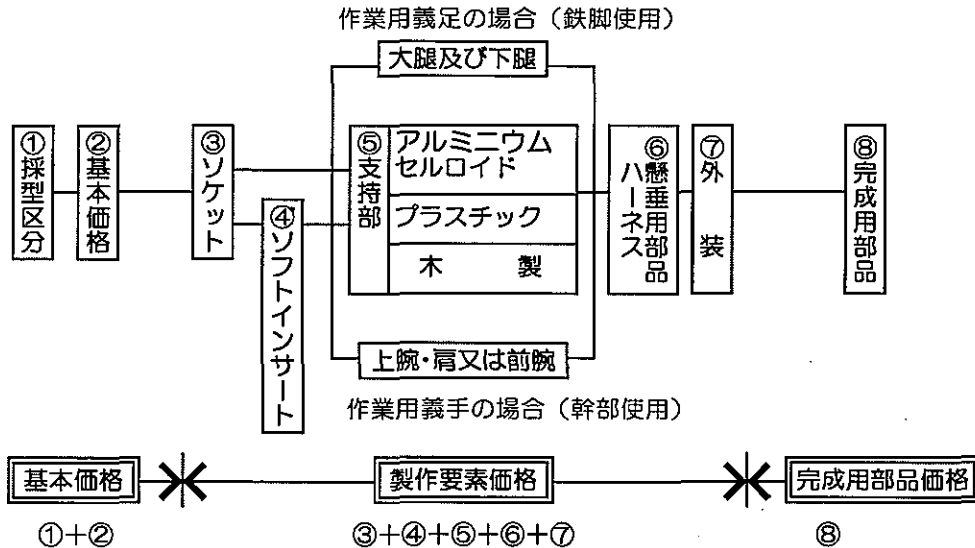 作業用義足の場合（鉄脚使用）
大腿及び下腿
①採型区分
②基本価格
③ソケット
④ソフトインサート
⑤支持部
アルミニウム
セルロイド
プラスチック
木　製
⑥懸垂用部品
ハーネス
⑦外　装
⑧完成用部品
上腕・肩又は前腕
作業用義手の場合（幹部使用）
基本価格
製作要素価格
完成用部品価格
①+②
③+④+⑤+⑥+⑦
⑧